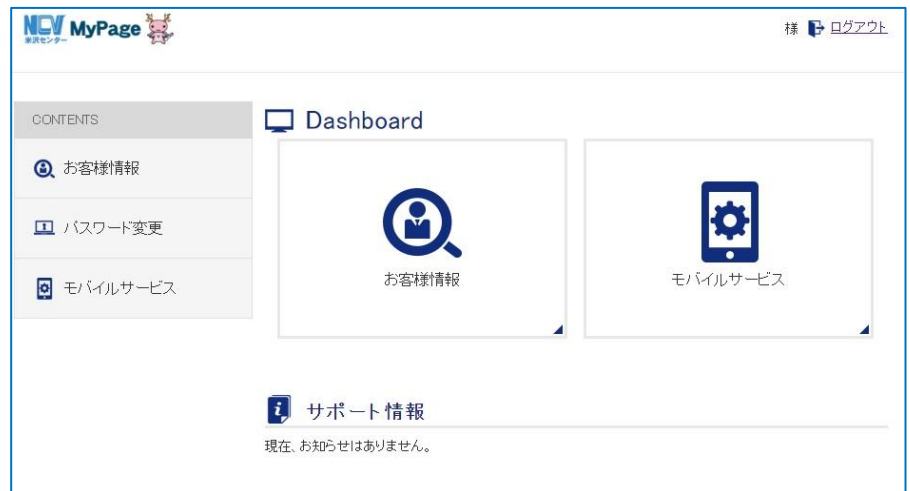 NCV MyPage
米沢センター
様 ログアウト
CONTENTS
お客様情報
パスワード変更
モバイルサービス
Dashboard
お客様情報
モバイルサービス
サポート情報
現在、お知らせはありません。